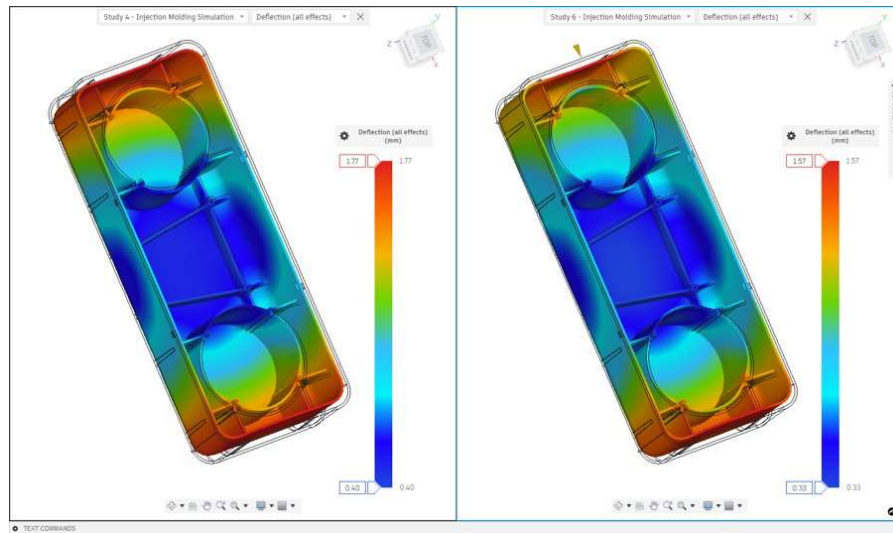 Study 4 - Injection Molding Simulation
Deflection (all effects)
Y
Z
TOP
X
Deflection (all effects)
(mm)
1.77
1.77
0.40
0.40
Study 6 - Injection Molding Simulation
Deflection (all effects)
Z
TOP
X
Deflection (all effects)
(mm)
1.57
1.57
0.33
0.33
TEXT COMMANDS